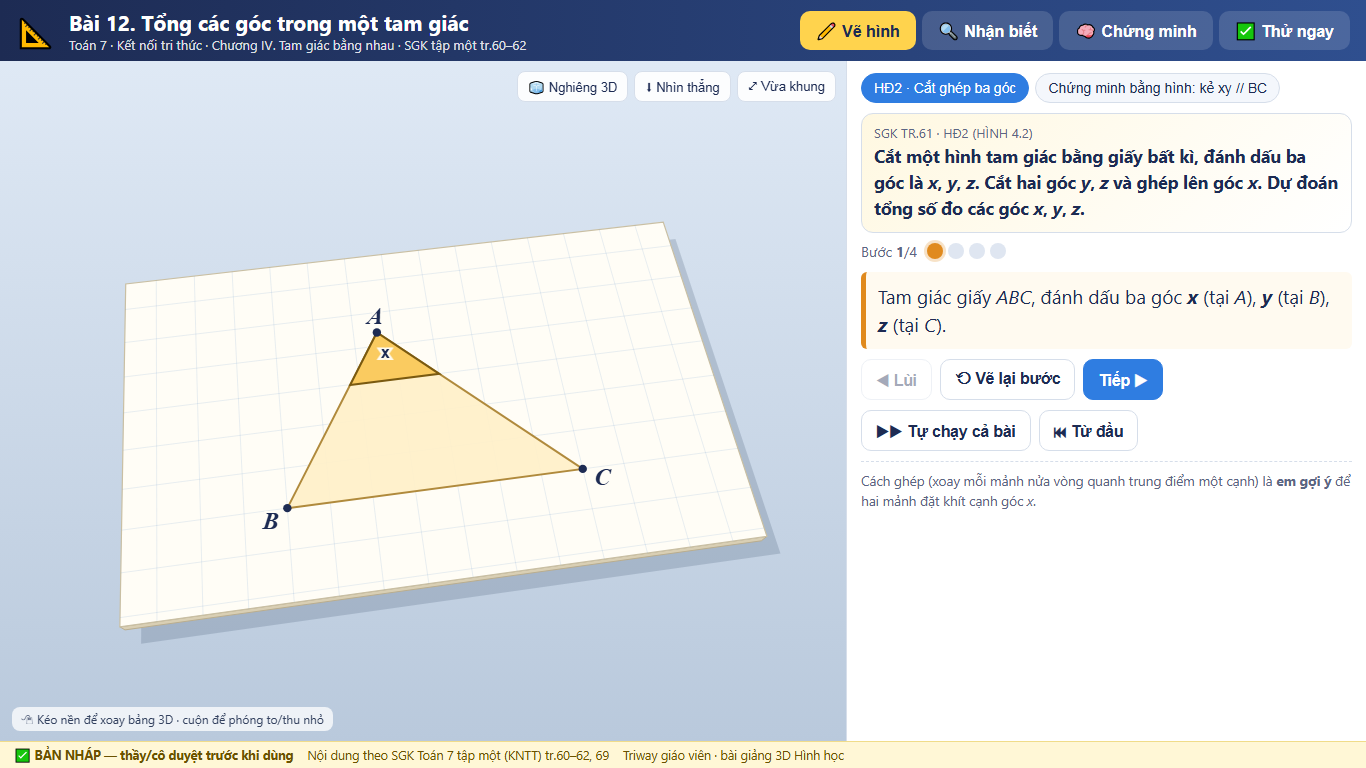 Bài 12. Tổng các góc trong một tam giác
Toán 7 · Kết nối tri thức · Chương IV. Tam giác bằng nhau · SGK tập một tr.60–62
Vẽ hình
Nhận biết
Chứng minh
Thử ngay
Nghiêng 3D
⬇ Nhìn thẳng
⤢ Vừa khung
A
x
B
C
Kéo nền để xoay bảng 3D · cuộn để phóng to/thu nhỏ
HĐ2 · Cắt ghép ba góc
Chứng minh bằng hình: kẻ xy // BC
SGK TR.61 · HĐ2 (HÌNH 4.2)
Cắt một hình tam giác bằng giấy bất kì, đánh dấu ba
góc là x, y, z. Cắt hai góc y, z và ghép lên góc x. Dự đoán
tổng số đo các góc x, y, z.
Bước 1/4
Tam giác giấy ABC, đánh dấu ba góc x (tại A), y (tại B),
z (tại C).
◀ Lùi
Vẽ lại bước
Tiếp ▶
▶▶ Tự chạy cả bài
⏮ Từ đầu
Cách ghép (xoay mỗi mảnh nửa vòng quanh trung điểm một cạnh) là em gợi ý để
hai mảnh đặt khít cạnh góc x.
✅ BẢN NHÁP — thầy/cô duyệt trước khi dùng
Nội dung theo SGK Toán 7 tập một (KNTT) tr.60–62, 69
Triway giáo viên · bài giảng 3D Hình học